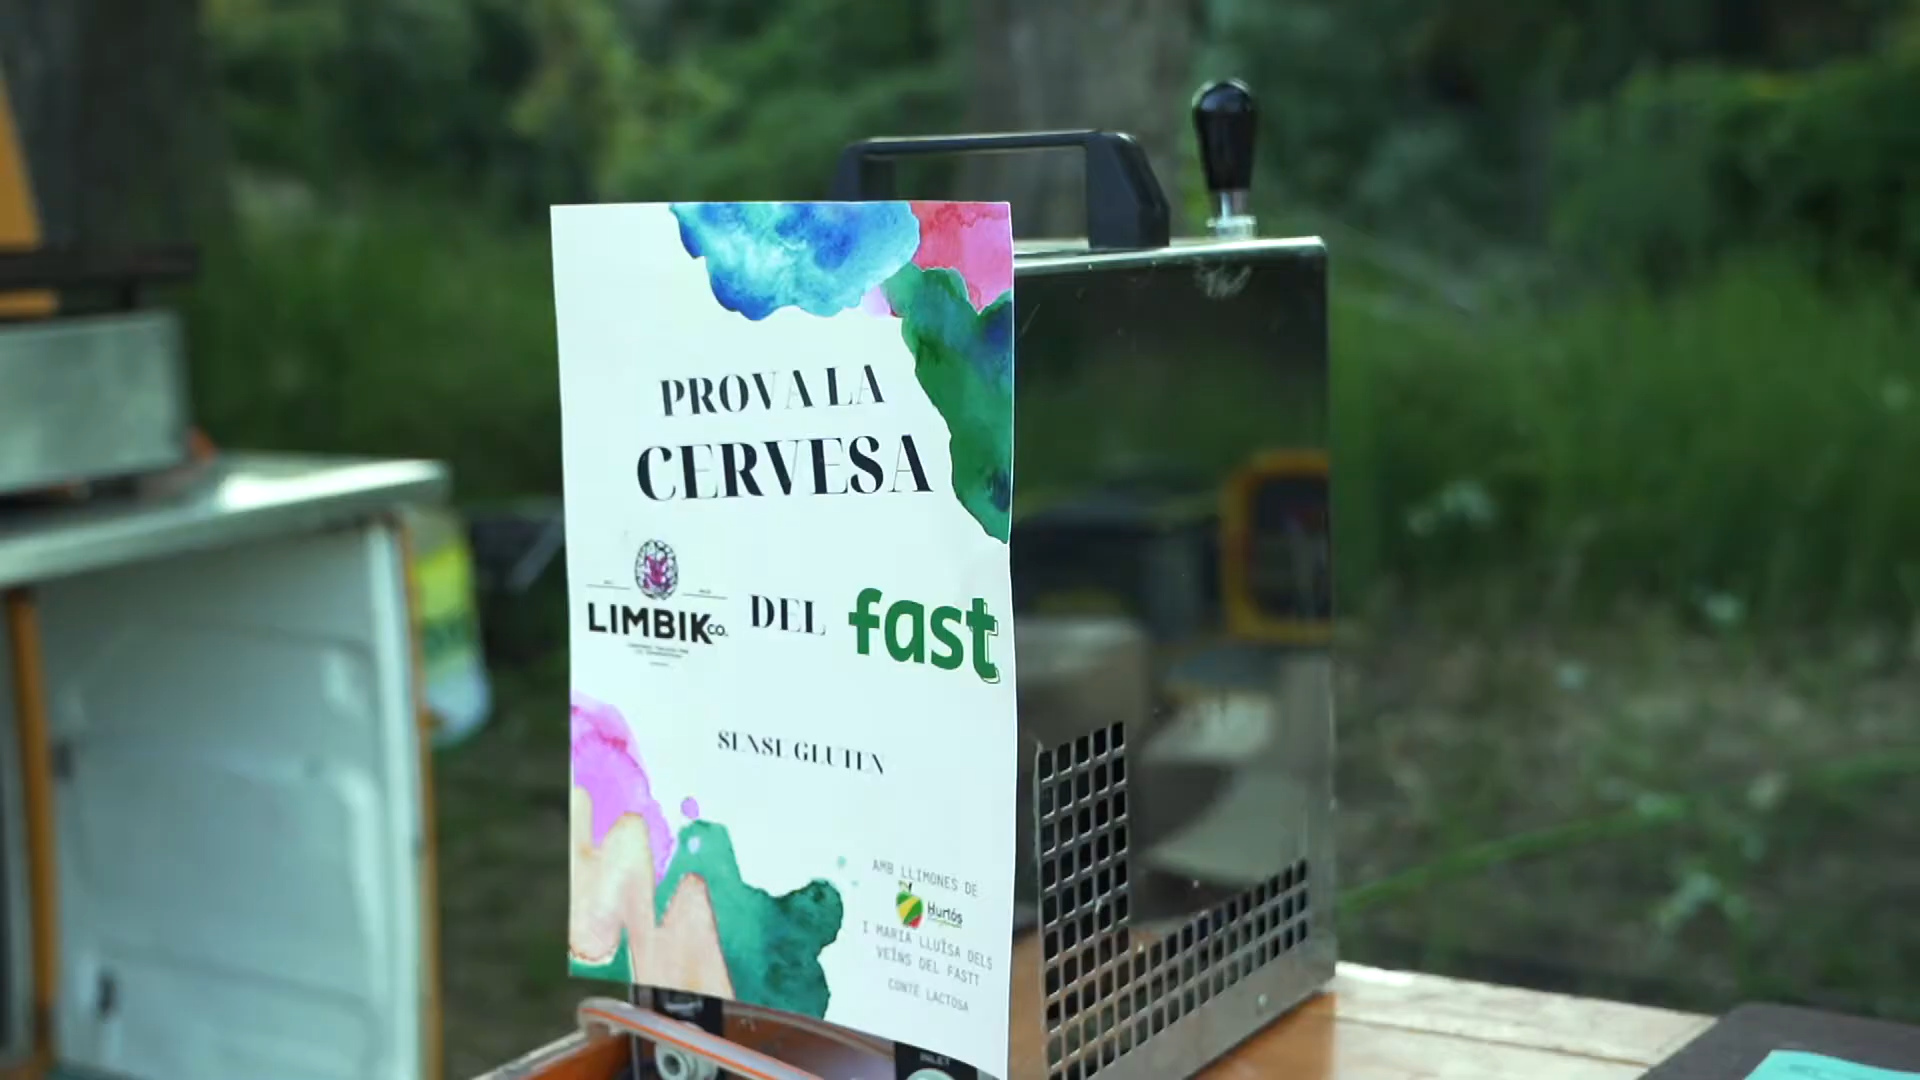 PROVA LA
CERVESA
LIMBIK CO.
DEL
fast
SENSE GLUTEN
AMB LLIMONES DE
Hurtós
I MARIA LLUÏSA DELS
VEÏNS DEL FASTT
CONTÉ LACTOSA
INLET